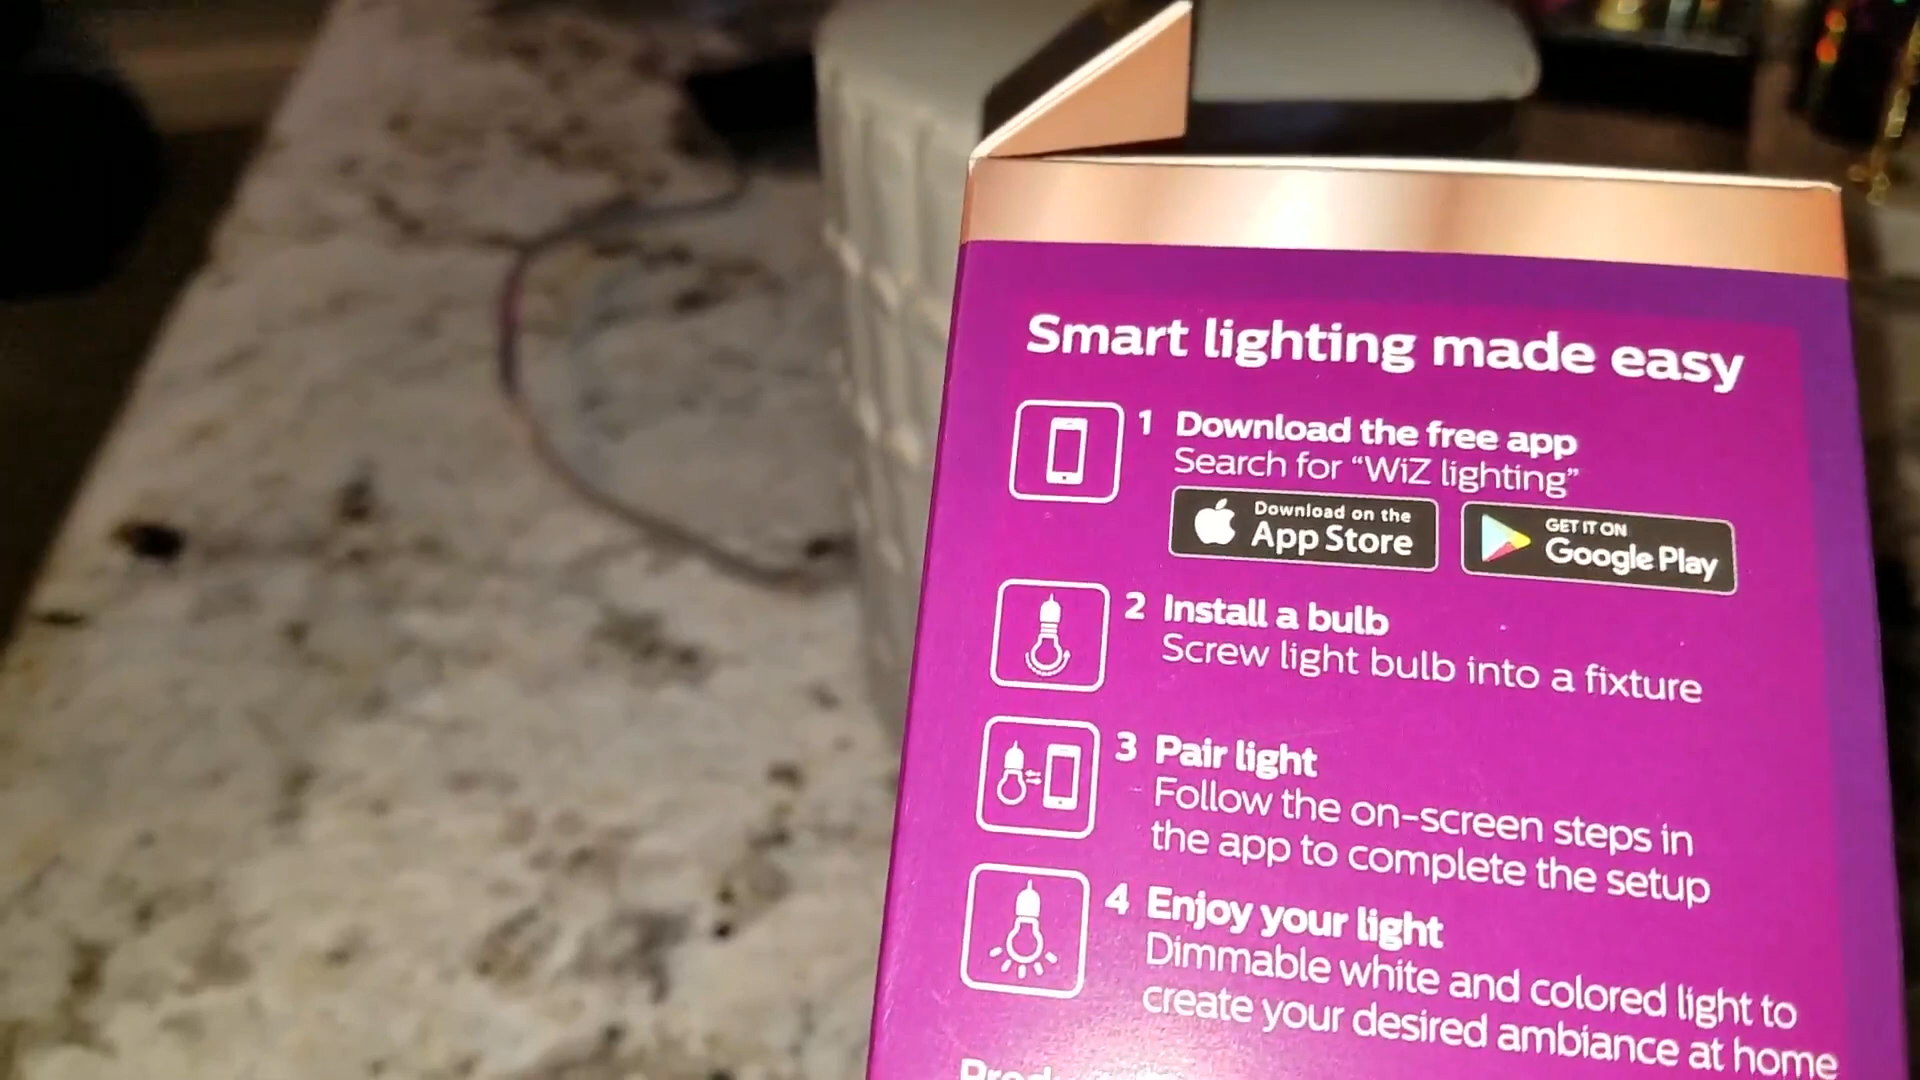 Smart lighting made easy
1 Download the free app
Search for “WiZ lighting”
Download on the
App Store
GET IT ON
Google Play
2 Install a bulb
Screw light bulb into a fixture
3 Pair light
Follow the on-screen steps in
the app to complete the setup
4 Enjoy your light
Dimmable white and colored light to
create your desired ambiance at home